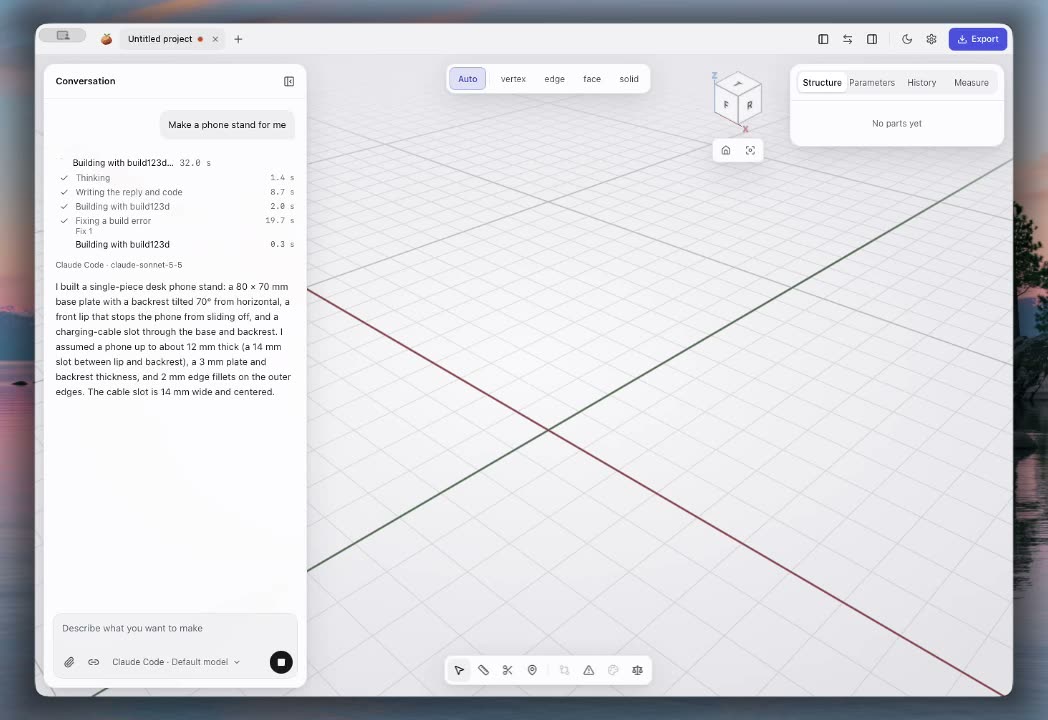 Untitled project
Export
Conversation
Auto
vertex
edge
face
solid
Z
F
R
X
Structure
Parameters
History
Measure
No parts yet
Make a phone stand for me
Building with build123d... 32.0 s
Thinking 1.4 s
Writing the reply and code 8.7 s
Building with build123d 2.0 s
Fixing a build error 19.7 s
Fix 1
Building with build123d 0.3 s
Claude Code · claude-sonnet-5-5
I built a single-piece desk phone stand: a 80 × 70 mm
base plate with a backrest tilted 70° from horizontal, a
front lip that stops the phone from sliding off, and a
charging-cable slot through the base and backrest. I
assumed a phone up to about 12 mm thick (a 14 mm
slot between lip and backrest), a 3 mm plate and
backrest thickness, and 2 mm edge fillets on the outer
edges. The cable slot is 14 mm wide and centered.
Describe what you want to make
Claude Code · Default model